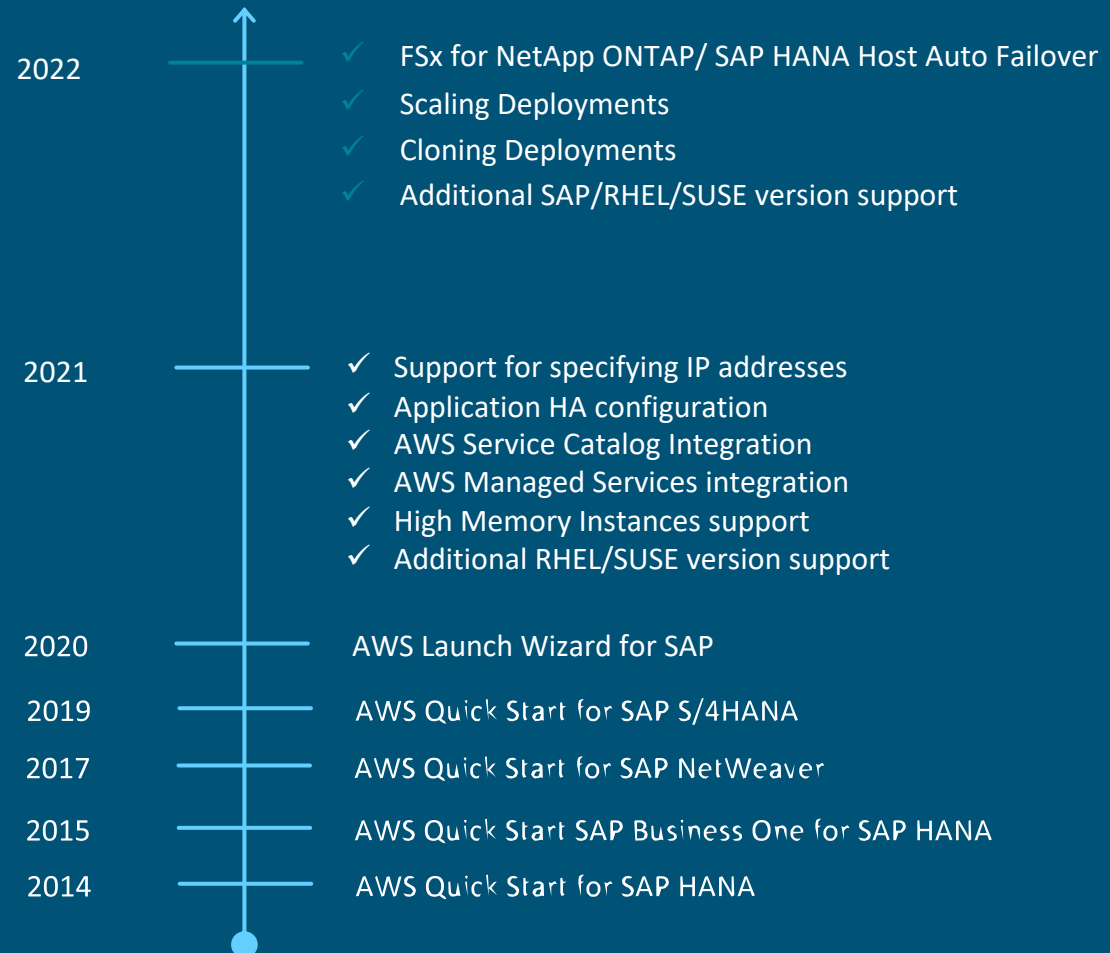 2022
FSx for NetApp ONTAP/ SAP HANA Host Auto Failover
Scaling Deployments
Cloning Deployments
Additional SAP/RHEL/SUSE version support
2021
Support for specifying IP addresses
Application HA configuration
AWS Service Catalog Integration
AWS Managed Services integration
High Memory Instances support
Additional RHEL/SUSE version support
2020
AWS Launch Wizard for SAP
2019
AWS Quick Start for SAP S/4HANA
2017
AWS Quick Start for SAP NetWeaver
2015
AWS Quick Start SAP Business One for SAP HANA
2014
AWS Quick Start for SAP HANA